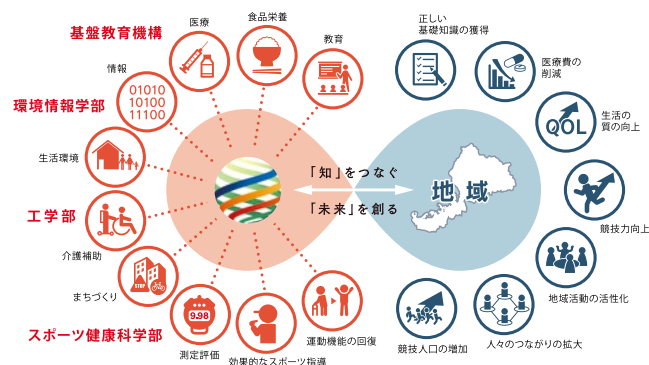 基盤教育機構
医療
食品栄養
教育
情報
01010
10100
11100
環境情報学部
生活環境
工学部
介護補助
まちづくり
STOP
スポーツ健康科学部
9.98
測定評価
効果的なスポーツ指導
運動機能の回復
「知」をつなぐ
「未来」を創る
地域
正しい
基礎知識の獲得
医療費の
削減
QOL
生活の
質の向上
競技力向上
地域活動の活性化
人々のつながりの拡大
競技人口の増加